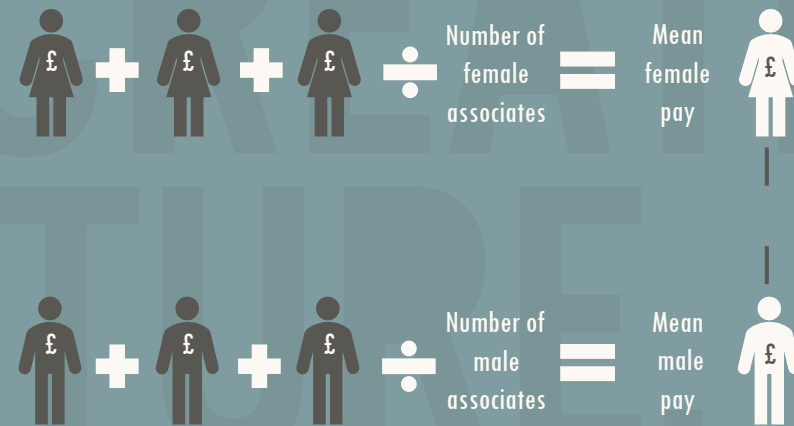 £ £ £ Number of female associates Mean female pay £
£ £ £ Number of male associates Mean male pay £